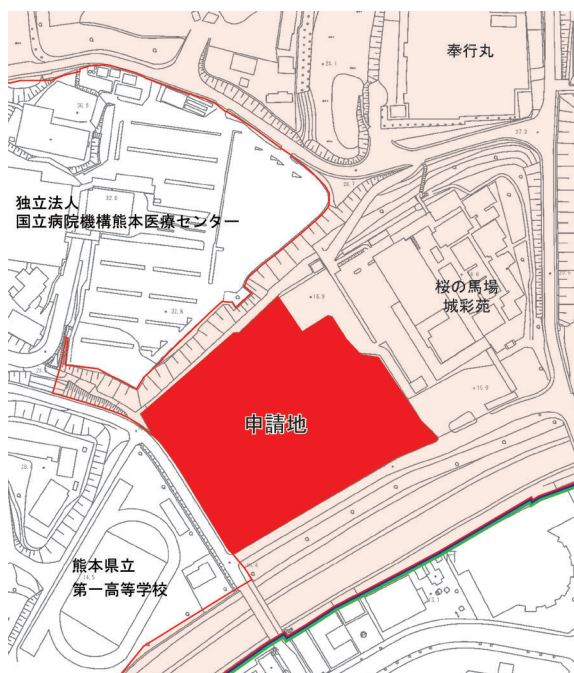 奉行丸
独立法人
国立病院機構熊本医療センター
桜の馬場
城彩苑
申請地
熊本県立
第一高等学校